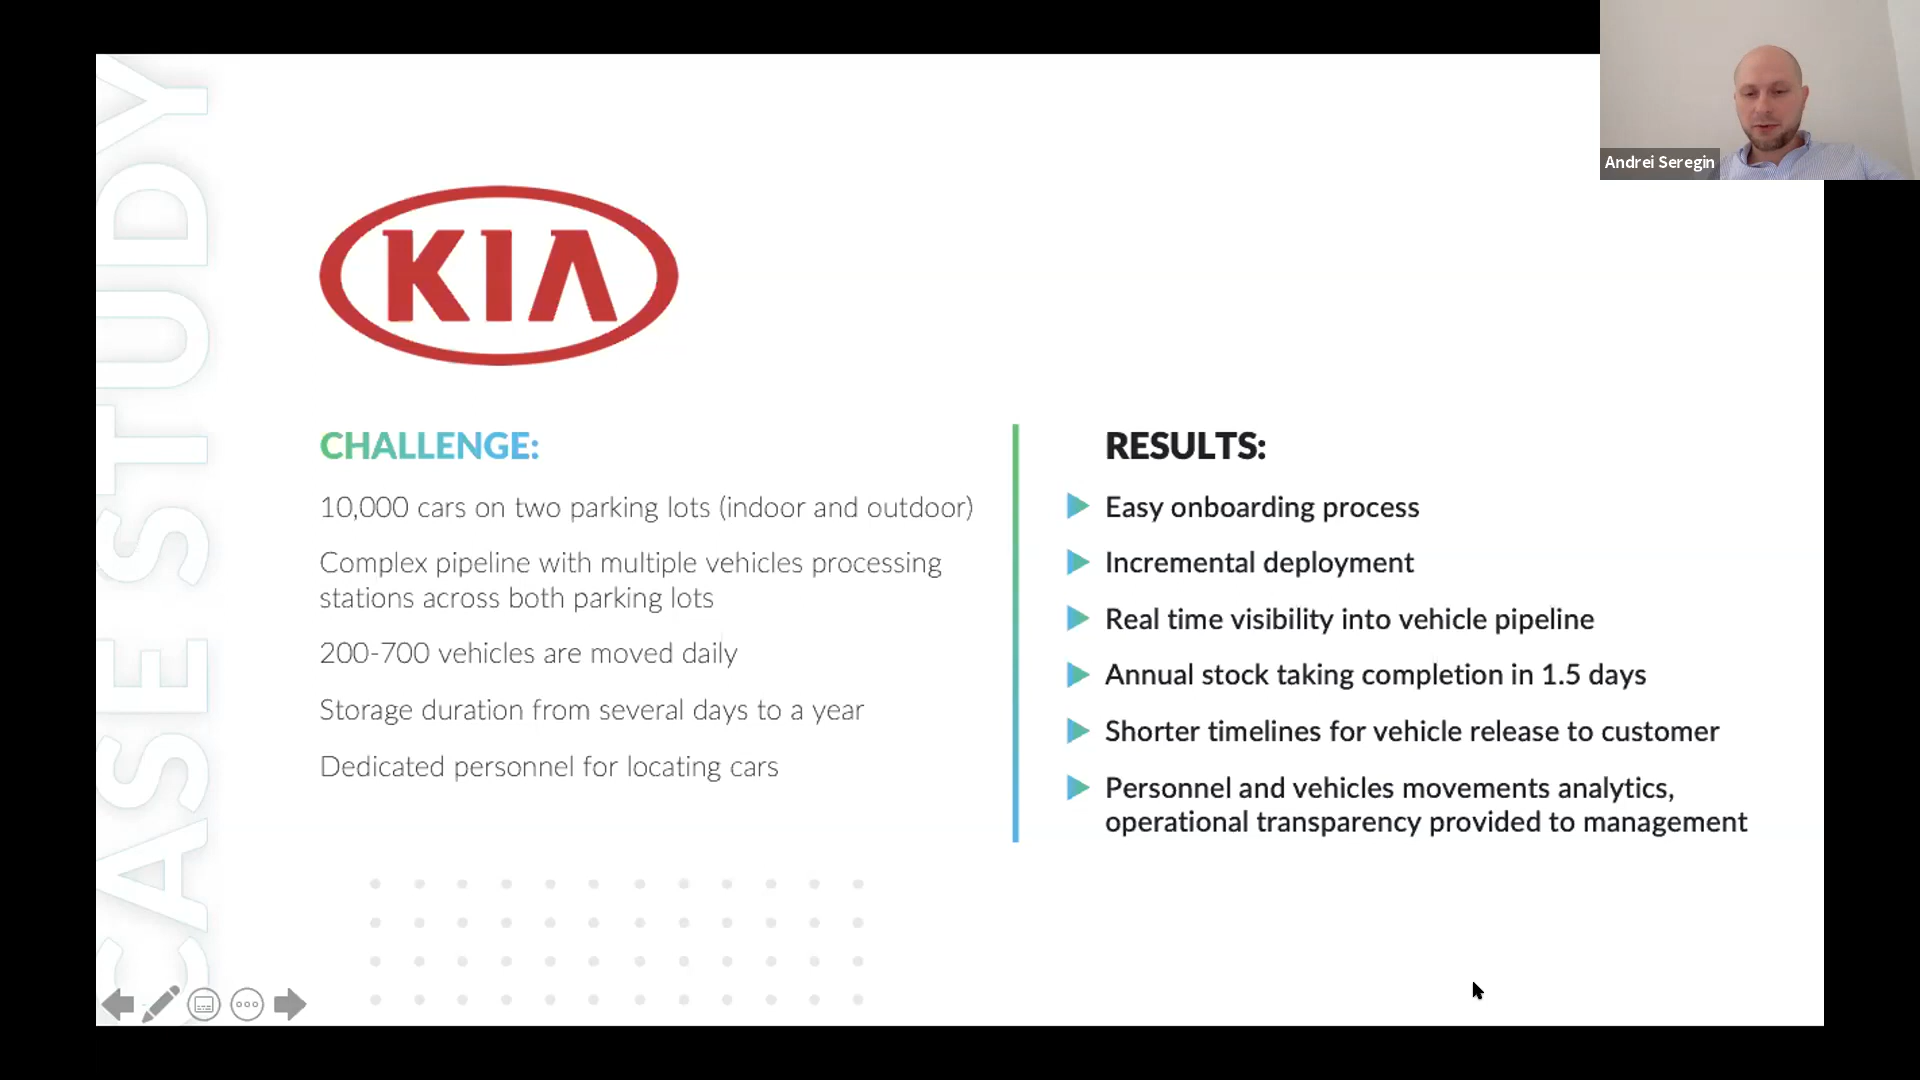 CASE STUDY
KIA
Andrei Seregin
CHALLENGE:
10,000 cars on two parking lots (indoor and outdoor)
Complex pipeline with multiple vehicles processing
stations across both parking lots
200-700 vehicles are moved daily
Storage duration from several days to a year
Dedicated personnel for locating cars
RESULTS:
Easy onboarding process
Incremental deployment
Real time visibility into vehicle pipeline
Annual stock taking completion in 1.5 days
Shorter timelines for vehicle release to customer
Personnel and vehicles movements analytics,
operational transparency provided to management